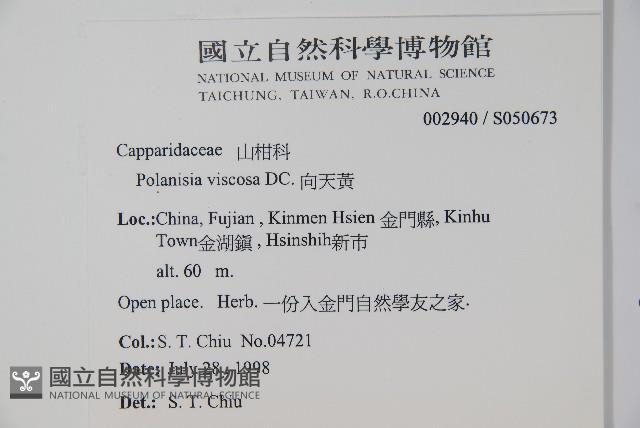 國立自然科學博物館
NATIONAL MUSEUM OF NATURAL SCIENCE
TAICHUNG, TAIWAN, R.O.CHINA
002940 / S050673
Capparidaceae 山柑科
Polanisia viscosa DC. 向天黃
Loc.:China, Fujian , Kinmen Hsien 金門縣, Kinhu
Town金湖鎮 , Hsinshih新市
alt. 60 m.
Open place. Herb. 一份入金門自然學友之家.
Col.: S. T. Chiu No.04721
Date: July 28, 1998
國立自然科學博物館
NATIONAL MUSEUM OF NATURAL SCIENCE
Det.: S. T. Chiu